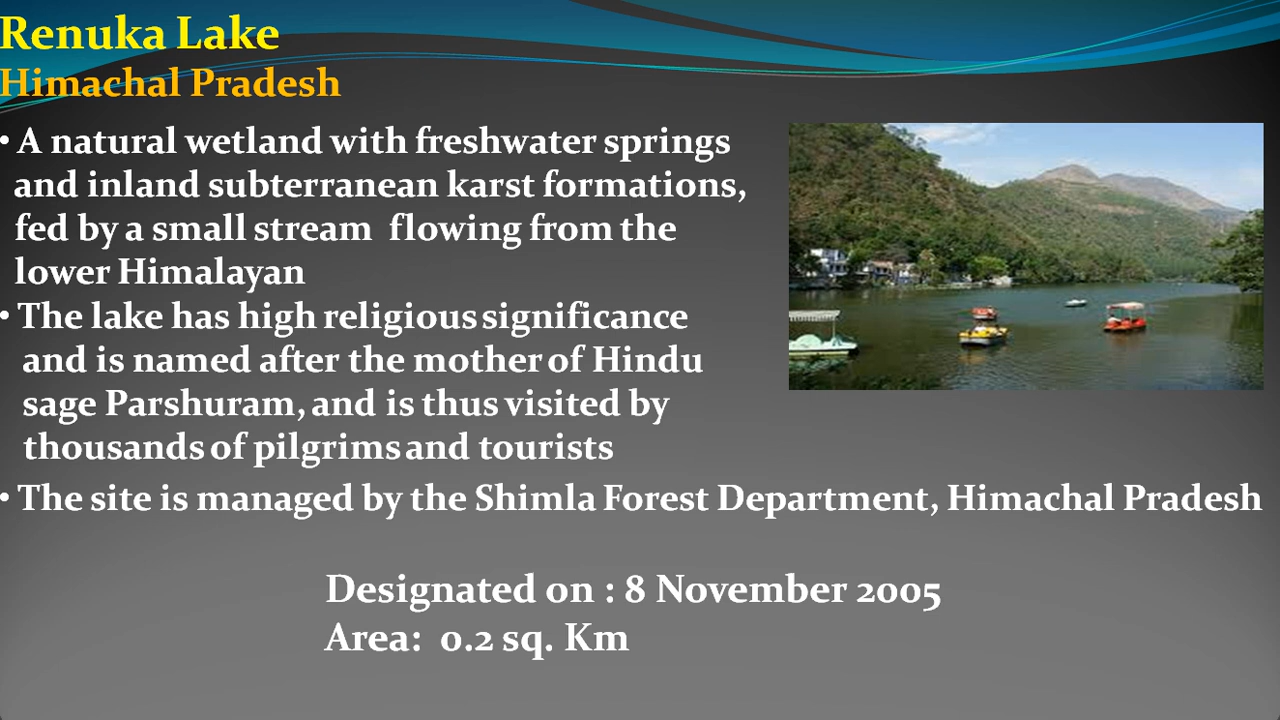 Renuka Lake
Himachal Pradesh
• A natural wetland with freshwater springs
and inland subterranean karst formations,
fed by a small stream flowing from the
lower Himalayan
• The lake has high religious significance
and is named after the mother of Hindu
sage Parshuram, and is thus visited by
thousands of pilgrims and tourists
• The site is managed by the Shimla Forest Department, Himachal Pradesh
Designated on : 8 November 2005
Area: 0.2 sq. Km